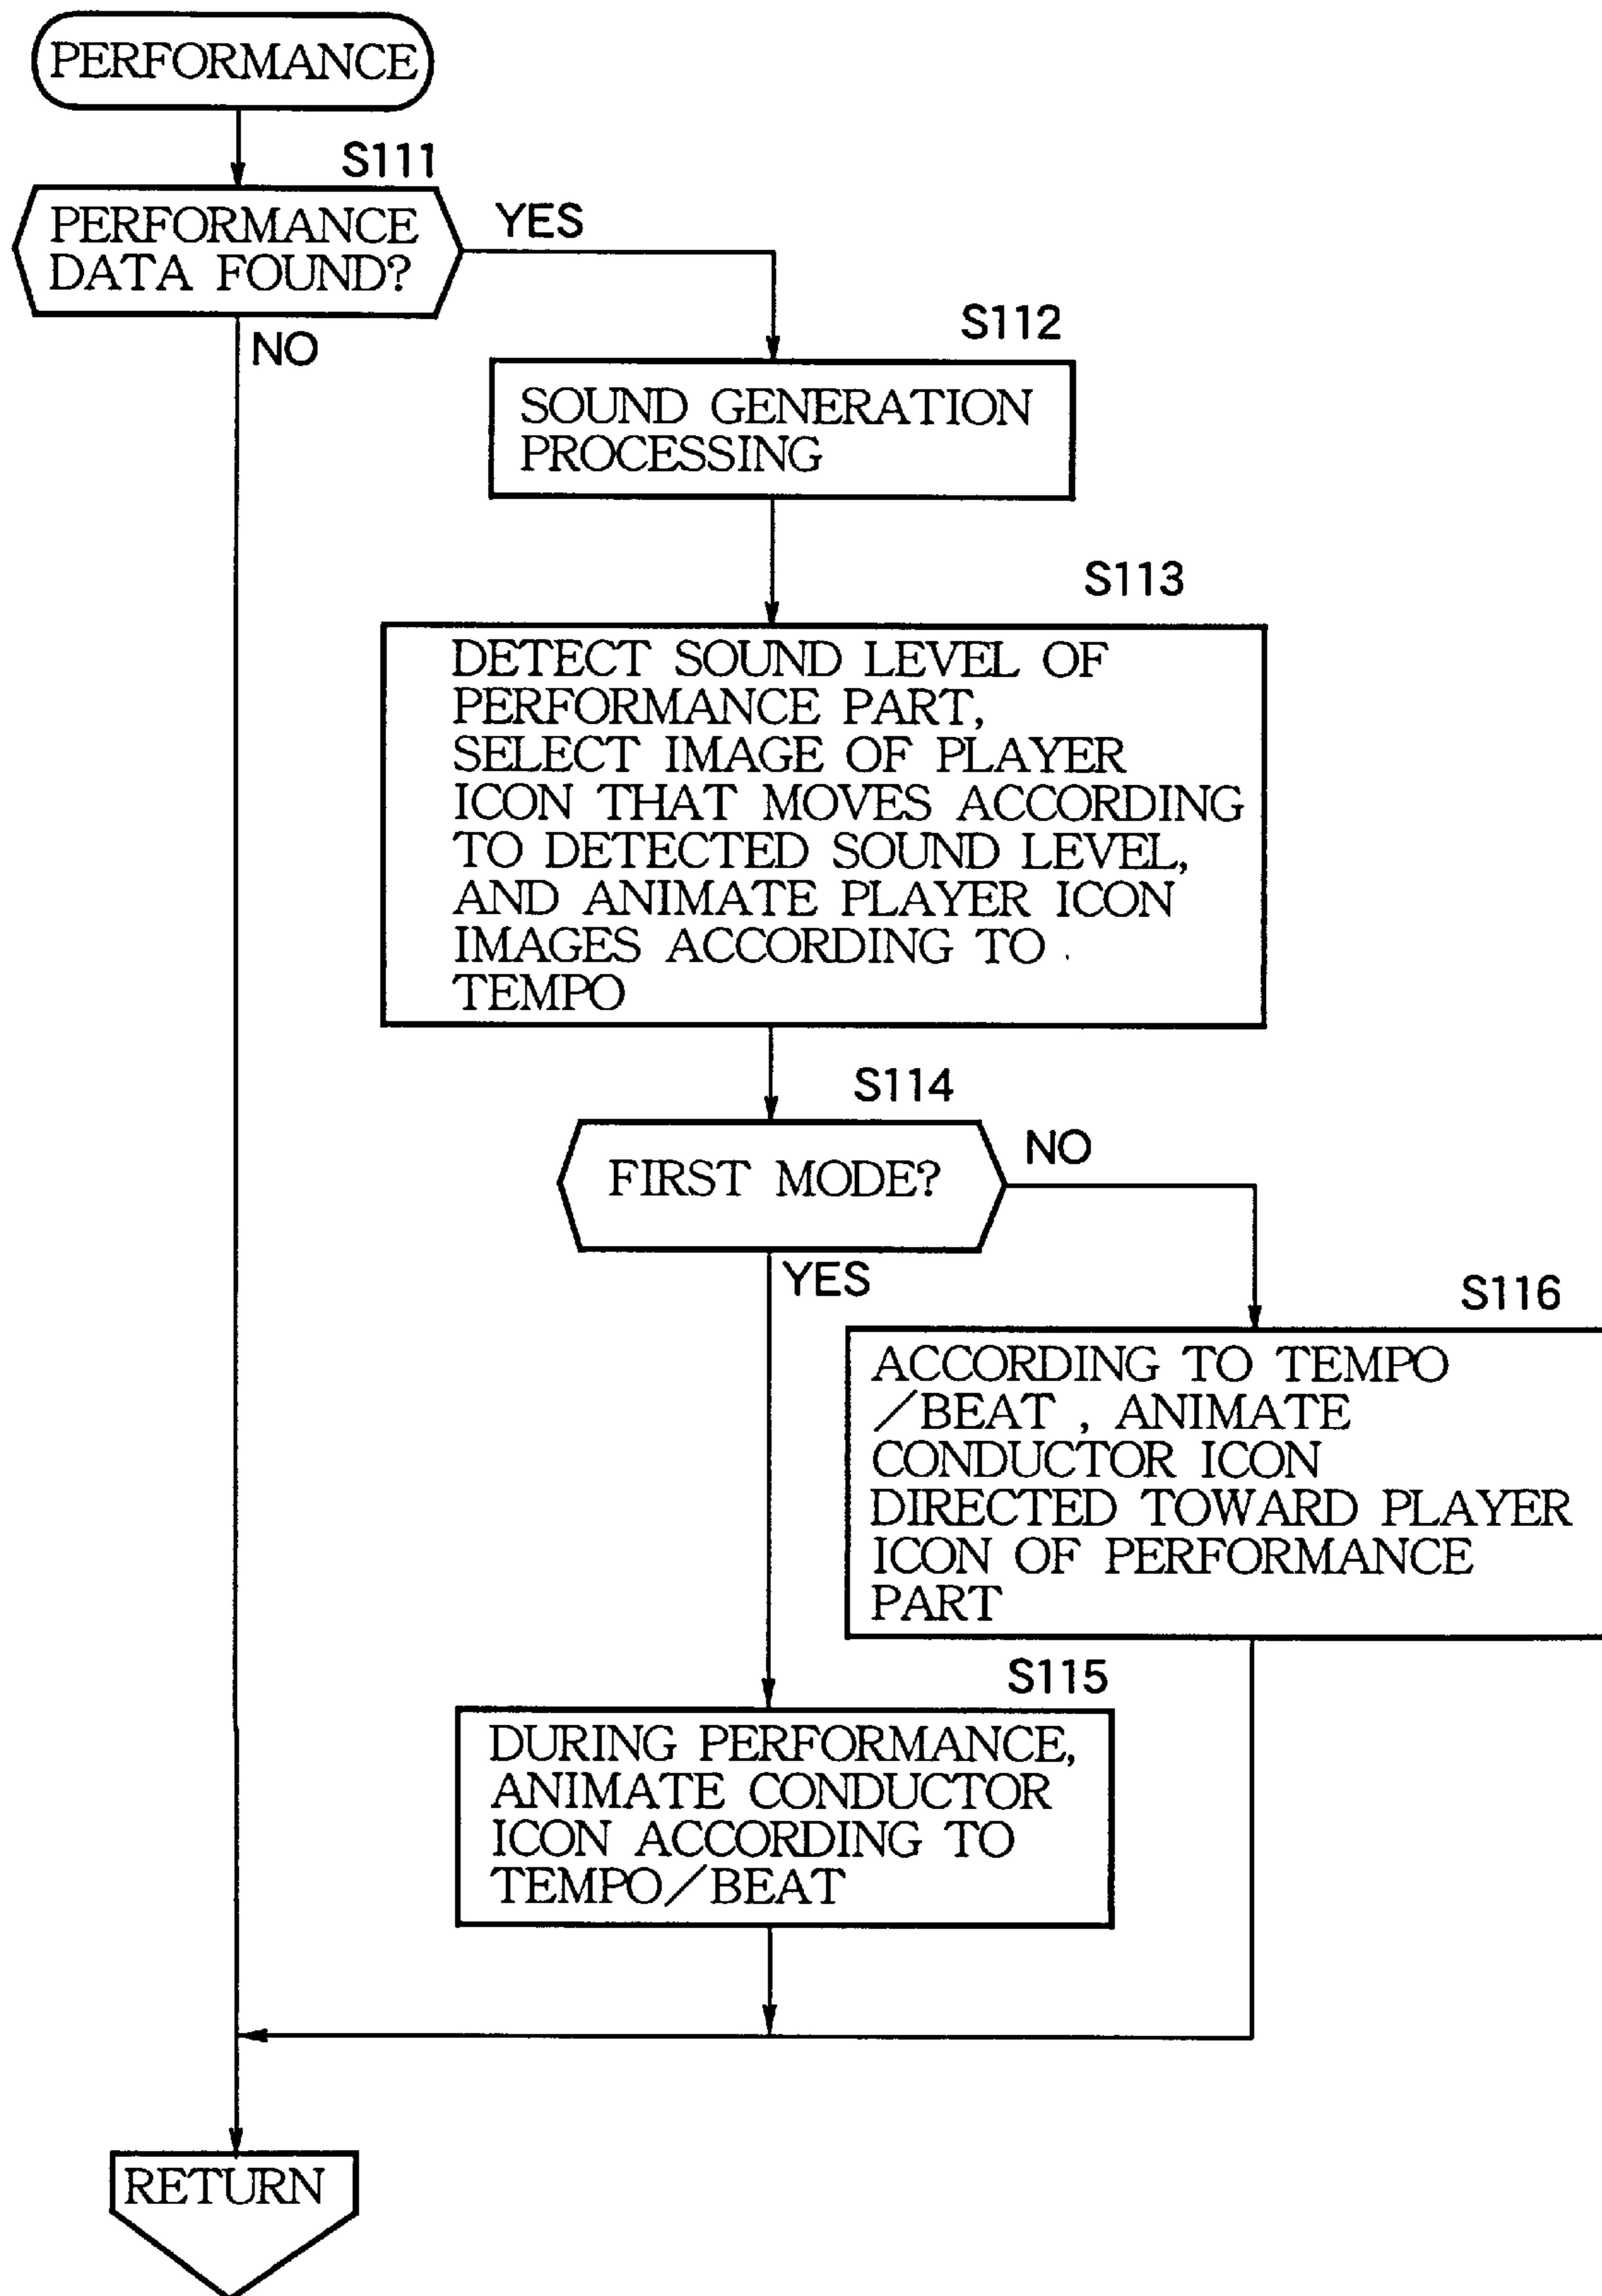 PERFORMANCE
S111
PERFORMANCE
DATA FOUND?
YES
NO
S112
SOUND GENERATION
PROCESSING
S113
DETECT SOUND LEVEL OF
PERFORMANCE PART,
SELECT IMAGE OF PLAYER
ICON THAT MOVES ACCORDING
TO DETECTED SOUND LEVEL,
AND ANIMATE PLAYER ICON
IMAGES ACCORDING TO
TEMPO
S114
FIRST MODE?
NO
YES
S116
ACCORDING TO TEMPO
/BEAT , ANIMATE
CONDUCTOR ICON
DIRECTED TOWARD PLAYER
ICON OF PERFORMANCE
PART
S115
DURING PERFORMANCE,
ANIMATE CONDUCTOR
ICON ACCORDING TO
TEMPO/BEAT
RETURN